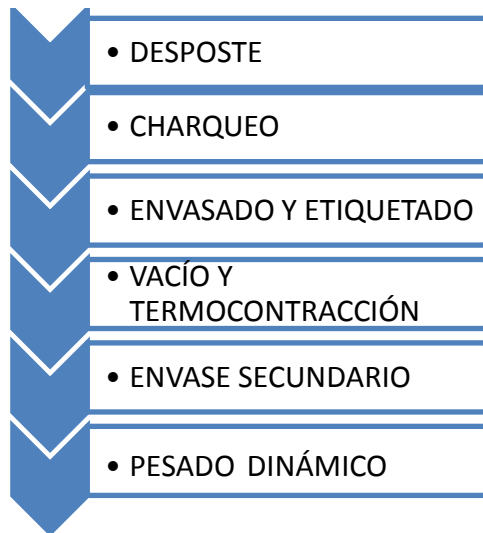 • DESPOSTE
• CHARQUEO
• ENVASADO Y ETIQUETADO
• VACÍO Y
TERMOCONTRACCIÓN
• ENVASE SECUNDARIO
• PESADO DINÁMICO